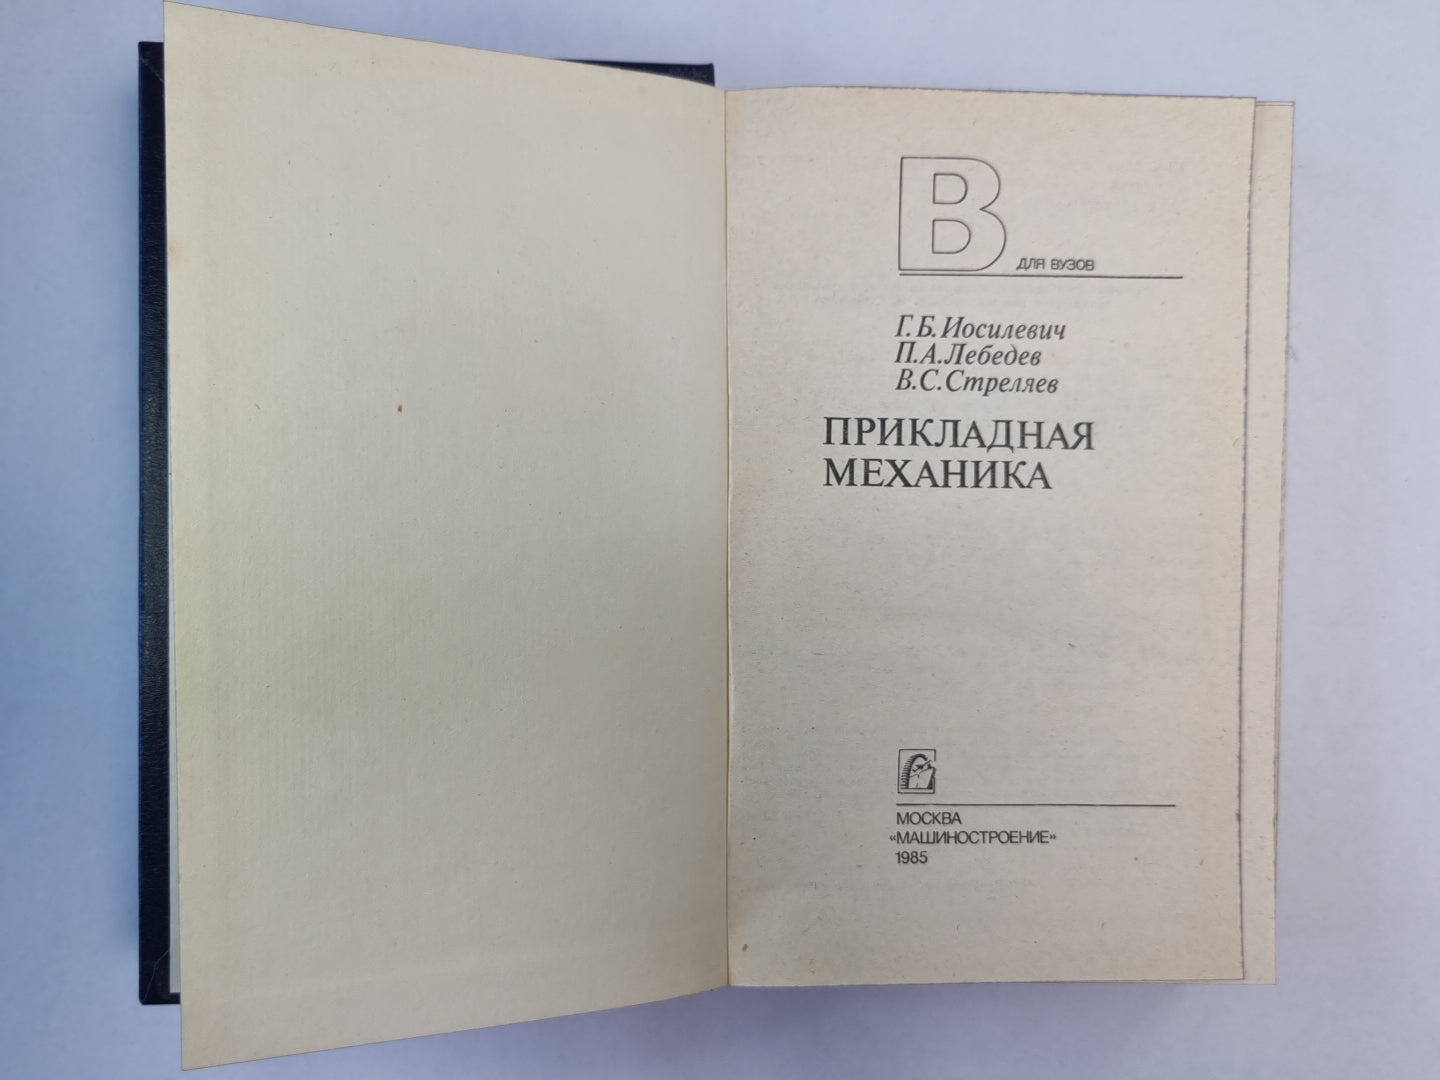 В
ДЛЯ ВУЗОВ
Г. Б. Иосилевич
П. А. Лебедев
В. С. Стреляев
ПРИКЛАДНАЯ
МЕХАНИКА
МОСКВА
«МАШИНОСТРОЕНИЕ»
1985